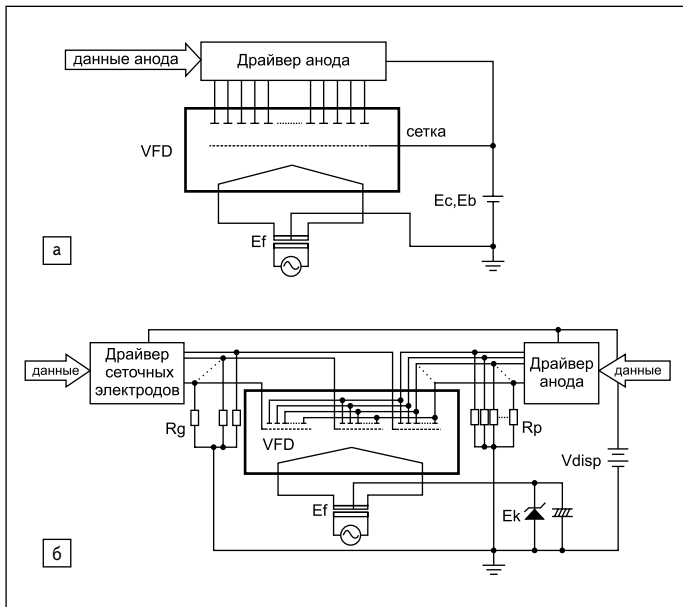 данные анода
Драйвер анода
VFD
сетка
Ec,Eb
Ef
а
Драйвер
сеточных
электродов
данные
Драйвер
анода
данные
Rg
VFD
Rp
Vdisp
Ef
Ek
б